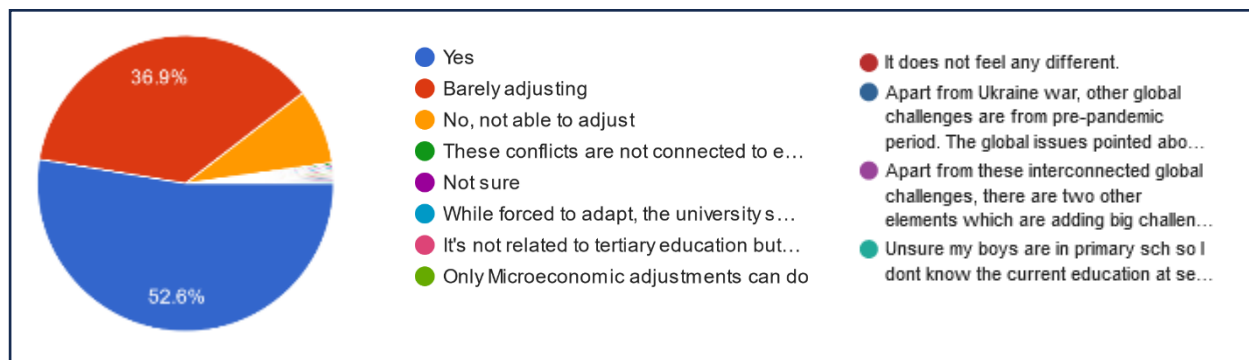 36.9%
52.6%
Yes
Barely adjusting
No, not able to adjust
These conflicts are not connected to e…
Not sure
While forced to adapt, the university s…
It's not related to tertiary education but…
Only Microeconomic adjustments can do
It does not feel any different.
Apart from Ukraine war, other global
challenges are from pre-pandemic
period. The global issues pointed abo…
Apart from these interconnected global
challenges, there are two other
elements which are adding big challen…
Unsure my boys are in primary sch so I
dont know the current education at se…